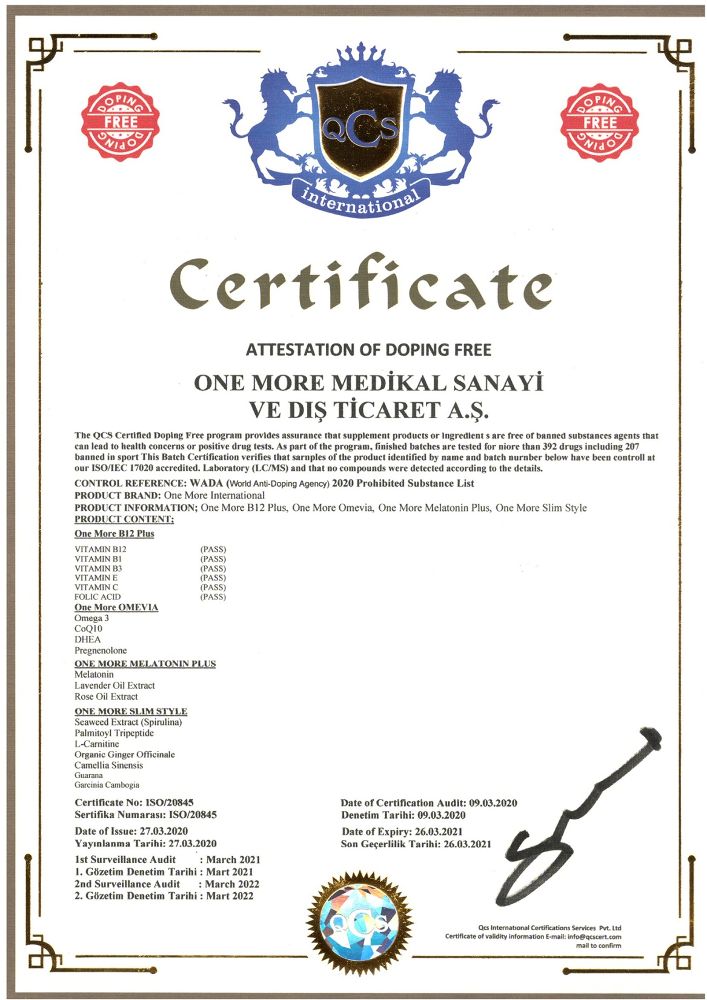 DOPING
FREE
DOPING
QCS
international
DOPING
FREE
DOPING
Certificate
ATTESTATION OF DOPING FREE
ONE MORE MEDİKAL SANAYİ
VE DIŞ TİCARET A.Ş.
The QCS Certified Doping Free program provides assurance that supplement products or ingredient s are free of banned substances agents that
can lead to health concerns or positive drug tests. As part of the program, finished batches are tested for niore than 392 drugs including 207
banned in sport This Batch Certification verifies that sarnples of the product identified by name and batch nurnber below have been controll at
our ISO/IEC 17020 accredited. Laboratory (LC/MS) and that no compounds were detected according to the details.
CONTROL REFERENCE: WADA (World Anti-Doping Agency) 2020 Prohibited Substance List
PRODUCT BRAND: One More International
PRODUCT INFORMATION; One More B12 Plus, One More Omevia, One More Melatonin Plus, One More Slim Style
PRODUCT CONTENT;
One More B12 Plus
VITAMIN B12 (PASS)
VITAMIN B1 (PASS)
VITAMIN B3 (PASS)
VITAMIN E (PASS)
VITAMIN C (PASS)
FOLIC ACID (PASS)
One More OMEVIA
Omega 3
CoQ10
DHEA
Pregnenolone
ONE MORE MELATONIN PLUS
Melatonin
Lavender Oil Extract
Rose Oil Extract
ONE MORE SLIM STYLE
Seaweed Extract (Spirulina)
Palmitoyl Tripeptide
L-Carnitine
Organic Ginger Officinale
Camellia Sinensis
Guarana
Garcinia Cambogia
Certificate No: ISO/20845 Date of Certification Audit: 09.03.2020
Sertifika Numarası: ISO/20845 Denetim Tarihi: 09.03.2020
Date of Issue: 27.03.2020 Date of Expiry: 26.03.2021
Yayınlanma Tarihi: 27.03.2020 Son Geçerlilik Tarihi: 26.03.2021
1st Surveillance Audit : March 2021
1. Gözetim Denetim Tarihi : Mart 2021
2nd Surveillance Audit : March 2022
2. Gözetim Denetim Tarihi : Mart 2022
QCS
Qcs International Certifications Services Pvt. Ltd
Certificate of validity information E-mail: info@qcscert.com
mail to confirm